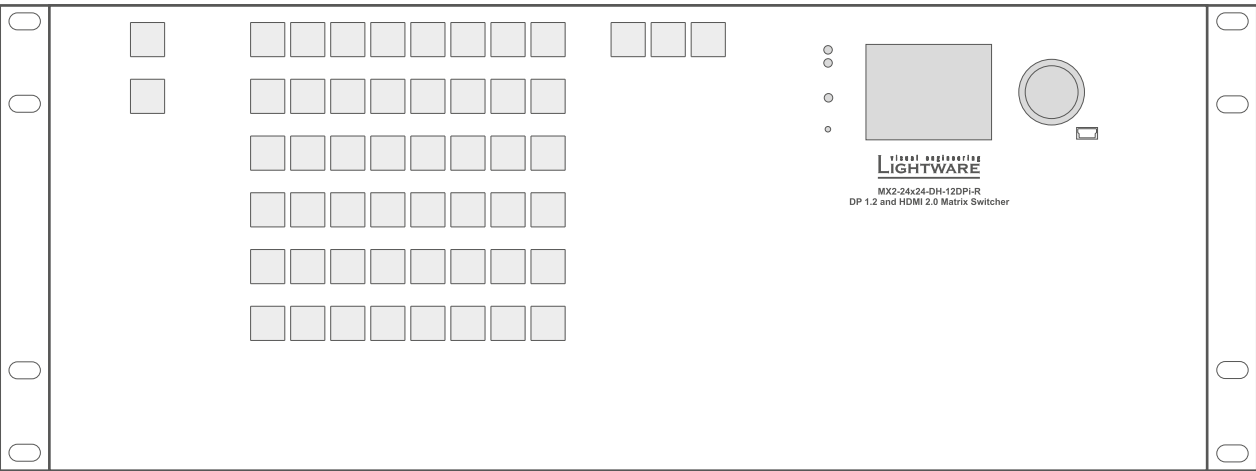 visual engineering
LIGHTWARE
MX2-24x24-DH-12DPi-R
DP 1.2 and HDMI 2.0 Matrix Switcher